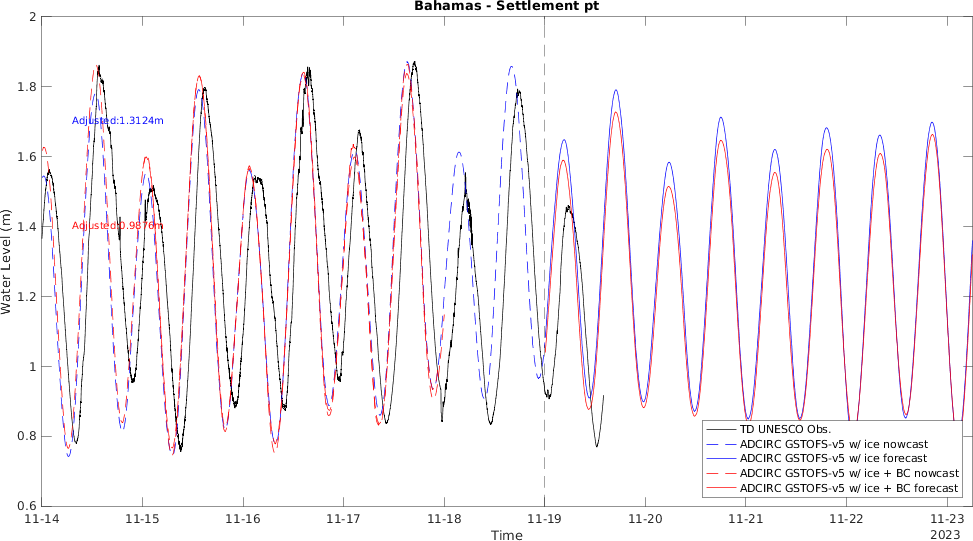 Bahamas - Settlement pt
2
1.8
1.6
1.4
1.2
1
0.8
0.6
Water Level (m)
Adjusted:1.3124m
Adjusted:0.9876m
TD UNESCO Obs.
ADCIRC GSTOFS-v5 w/ ice nowcast
ADCIRC GSTOFS-v5 w/ ice forecast
ADCIRC GSTOFS-v5 w/ ice + BC nowcast
ADCIRC GSTOFS-v5 w/ ice + BC forecast
11-14 11-15 11-16 11-17 11-18 11-19 11-20 11-21 11-22 11-23
2023
Time